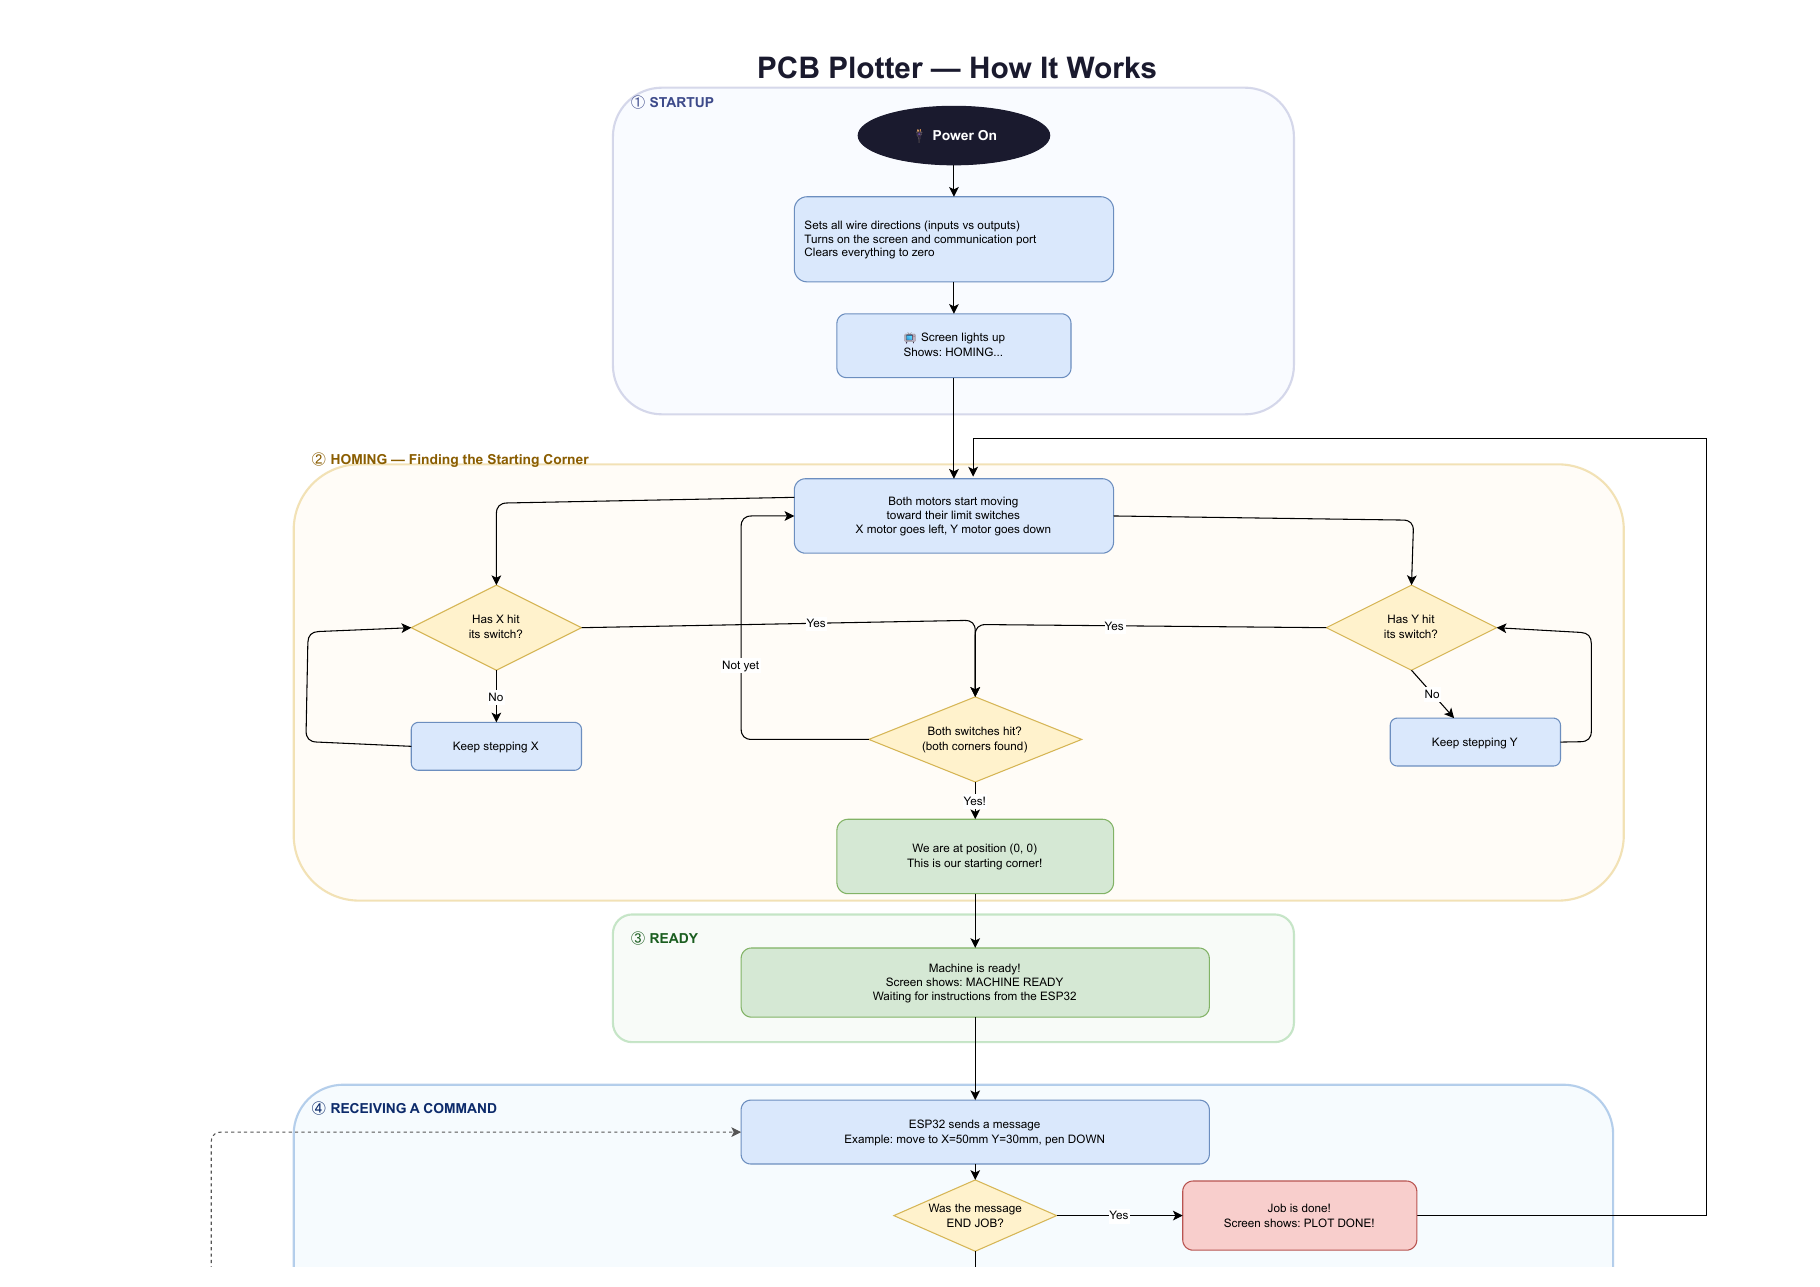 PCB Plotter — How It Works
① STARTUP
Power On
Sets all wire directions (inputs vs outputs)
Turns on the screen and communication port
Clears everything to zero
Screen lights up
Shows: HOMING...
② HOMING — Finding the Starting Corner
Both motors start moving
toward their limit switches
X motor goes left, Y motor goes down
Has X hit
its switch?
Yes
Yes
Has Y hit
its switch?
Not yet
No
No
Keep stepping X
Both switches hit?
(both corners found)
Keep stepping Y
Yes!
We are at position (0, 0)
This is our starting corner!
③ READY
Machine is ready!
Screen shows: MACHINE READY
Waiting for instructions from the ESP32
④ RECEIVING A COMMAND
ESP32 sends a message
Example: move to X=50mm Y=30mm, pen DOWN
Was the message
END JOB?
Yes
Job is done!
Screen shows: PLOT DONE!